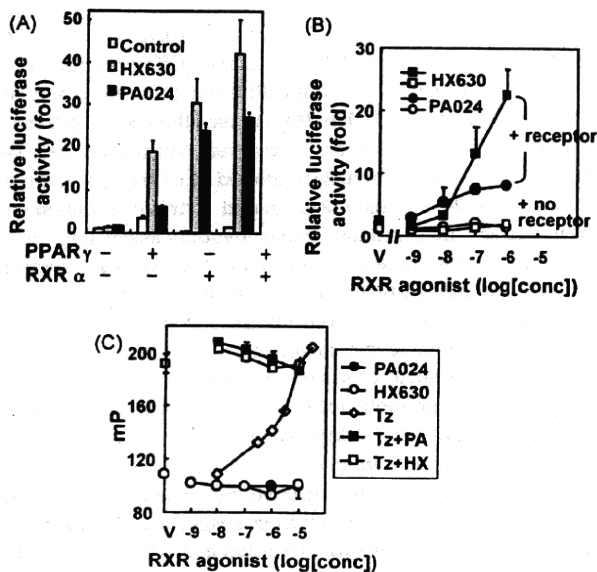 (A)
Relative luciferase activity (fold)
50
40
30
20
10
Control
HX630
PA024
PPARγ − + − +
RXRα − − + +
(B)
Relative luciferase activity (fold)
30
20
10
0
HX630
PA024
+ receptor
+ no receptor
V -9 -8 -7 -6 -5
RXR agonist (log[conc])
(C)
mP
200
160
120
80
V -9 -8 -7 -6 -5
RXR agonist (log[conc])
PA024
HX630
Tz
Tz+PA
Tz+HX